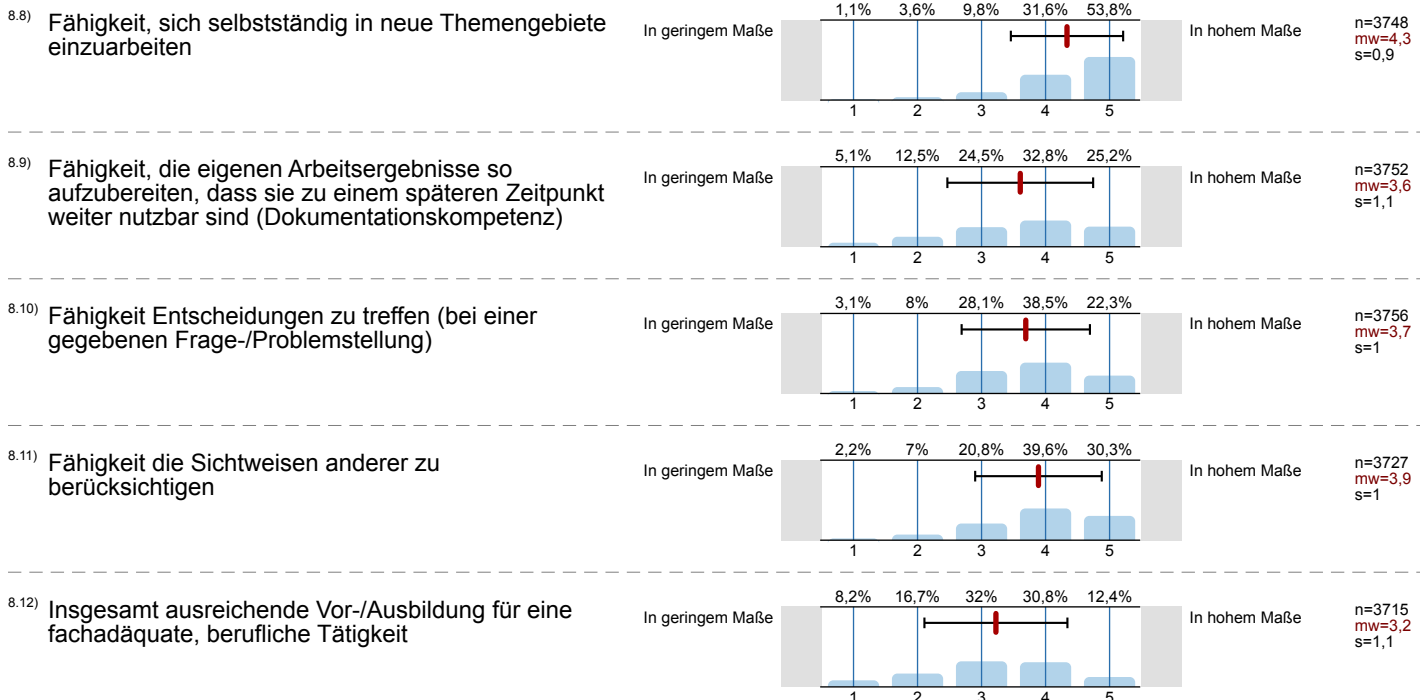 8.8) Fähigkeit, sich selbstständig in neue Themengebiete
einzuarbeiten
In geringem Maße
1,1% 3,6% 9,8% 31,6% 53,8%
1 2 3 4 5
In hohem Maße
n=3748
mw=4,3
s=0,9
8.9) Fähigkeit, die eigenen Arbeitsergebnisse so
aufzubereiten, dass sie zu einem späteren Zeitpunkt
weiter nutzbar sind (Dokumentationskompetenz)
In geringem Maße
5,1% 12,5% 24,5% 32,8% 25,2%
1 2 3 4 5
In hohem Maße
n=3752
mw=3,6
s=1,1
8.10) Fähigkeit Entscheidungen zu treffen (bei einer
gegebenen Frage-/Problemstellung)
In geringem Maße
3,1% 8% 28,1% 38,5% 22,3%
1 2 3 4 5
In hohem Maße
n=3756
mw=3,7
s=1
8.11) Fähigkeit die Sichtweisen anderer zu
berücksichtigen
In geringem Maße
2,2% 7% 20,8% 39,6% 30,3%
1 2 3 4 5
In hohem Maße
n=3727
mw=3,9
s=1
8.12) Insgesamt ausreichende Vor-/Ausbildung für eine
fachadäquate, berufliche Tätigkeit
In geringem Maße
8,2% 16,7% 32% 30,8% 12,4%
1 2 3 4 5
In hohem Maße
n=3715
mw=3,2
s=1,1